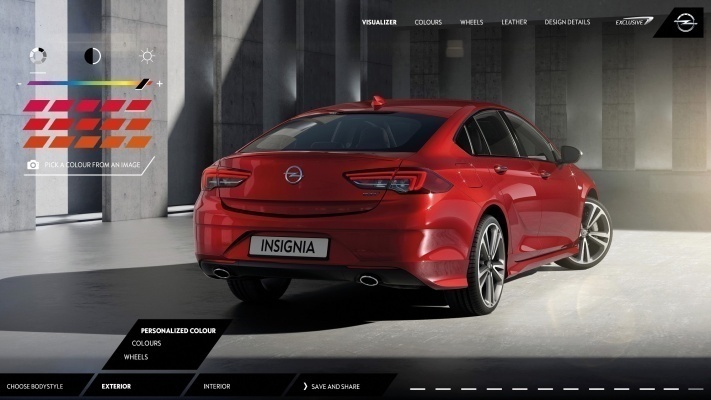 VISUALIZER COLOURS WHEELS LEATHER DESIGN DETAILS EXCLUSIVE
- +
PICK A COLOUR FROM AN IMAGE
INSIGNIA
PERSONALIZED COLOUR
COLOURS
WHEELS
CHOOSE BODYSTYLE EXTERIOR INTERIOR SAVE AND SHARE